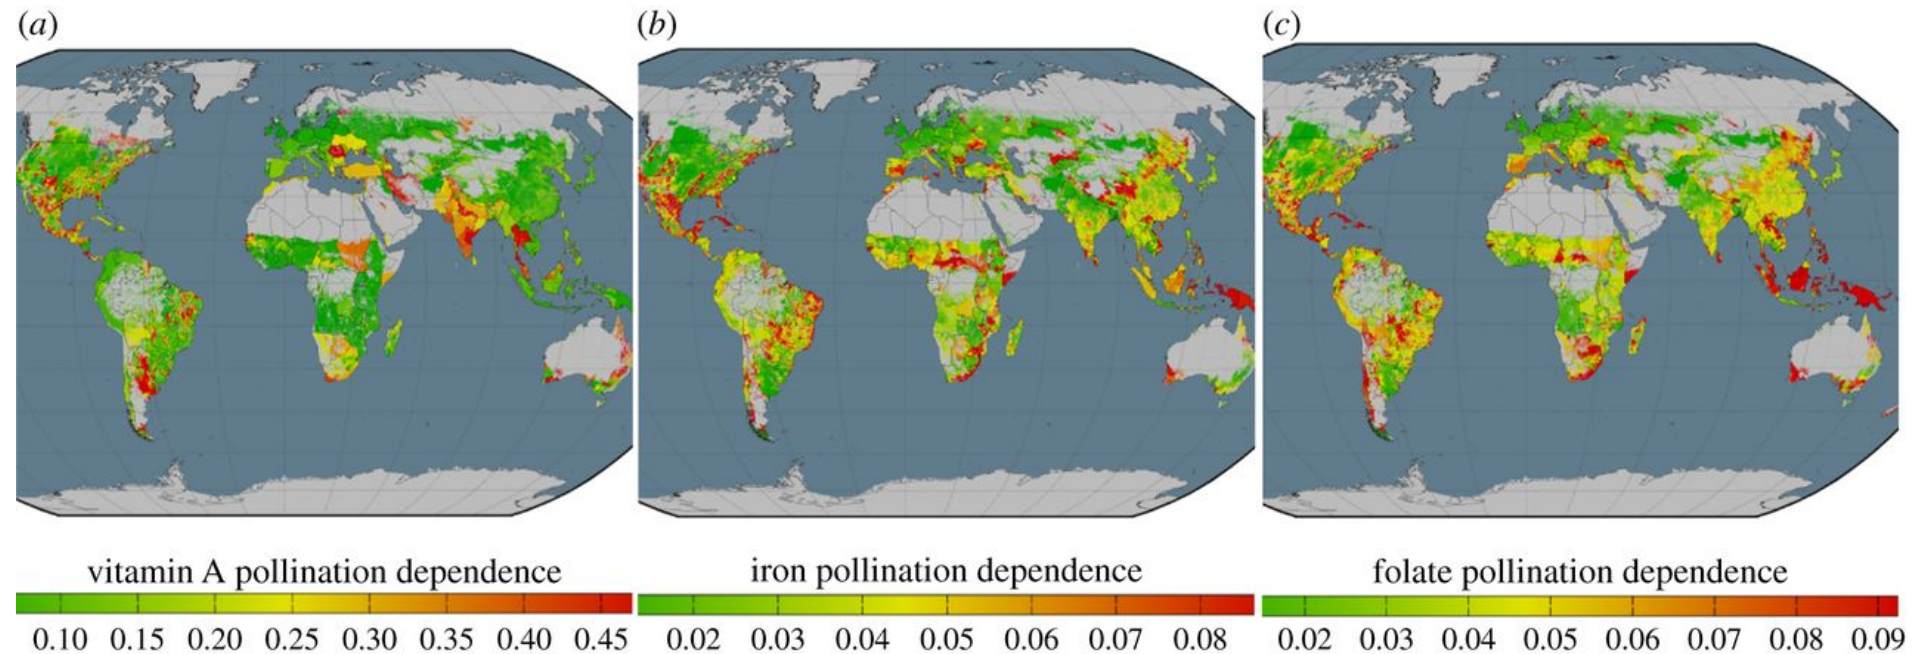 (a) (b) (c)
vitamin A pollination dependence
0.10 0.15 0.20 0.25 0.30 0.35 0.40 0.45
iron pollination dependence
0.02 0.03 0.04 0.05 0.06 0.07 0.08
folate pollination dependence
0.02 0.03 0.04 0.05 0.06 0.07 0.08 0.09